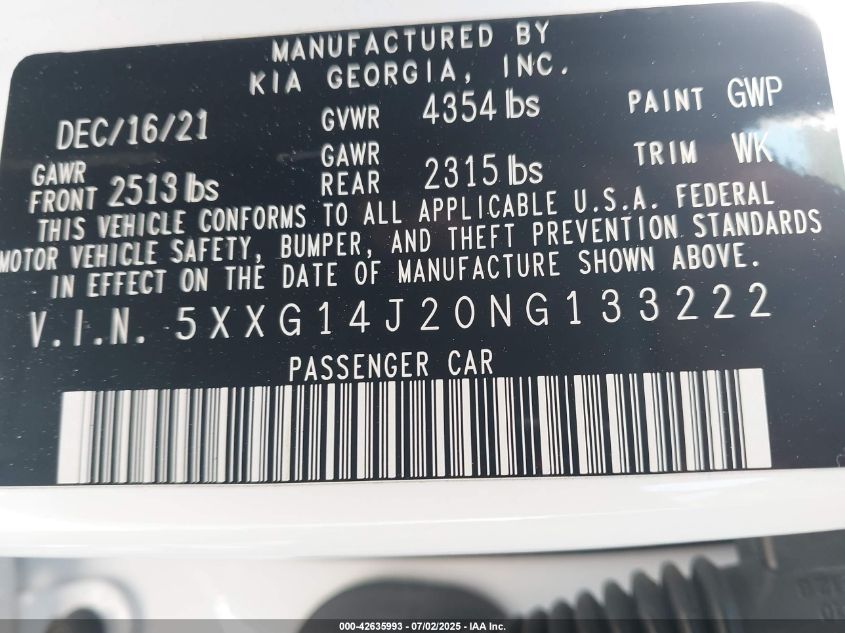 MANUFACTURED BY
KIA GEORGIA, INC.
DEC/16/21 GVWR 4354 lbs PAINT GWP
GAWR FRONT 2513 lbs GAWR REAR 2315 lbs TRIM WK
THIS VEHICLE CONFORMS TO ALL APPLICABLE U.S.A. FEDERAL
MOTOR VEHICLE SAFETY, BUMPER, AND THEFT PREVENTION STANDARDS
IN EFFECT ON THE DATE OF MANUFACTURE SHOWN ABOVE.
V.I.N. 5XXG14J20NG133222
PASSENGER CAR
000-42635993 - 07/02/2025 - IAA Inc.